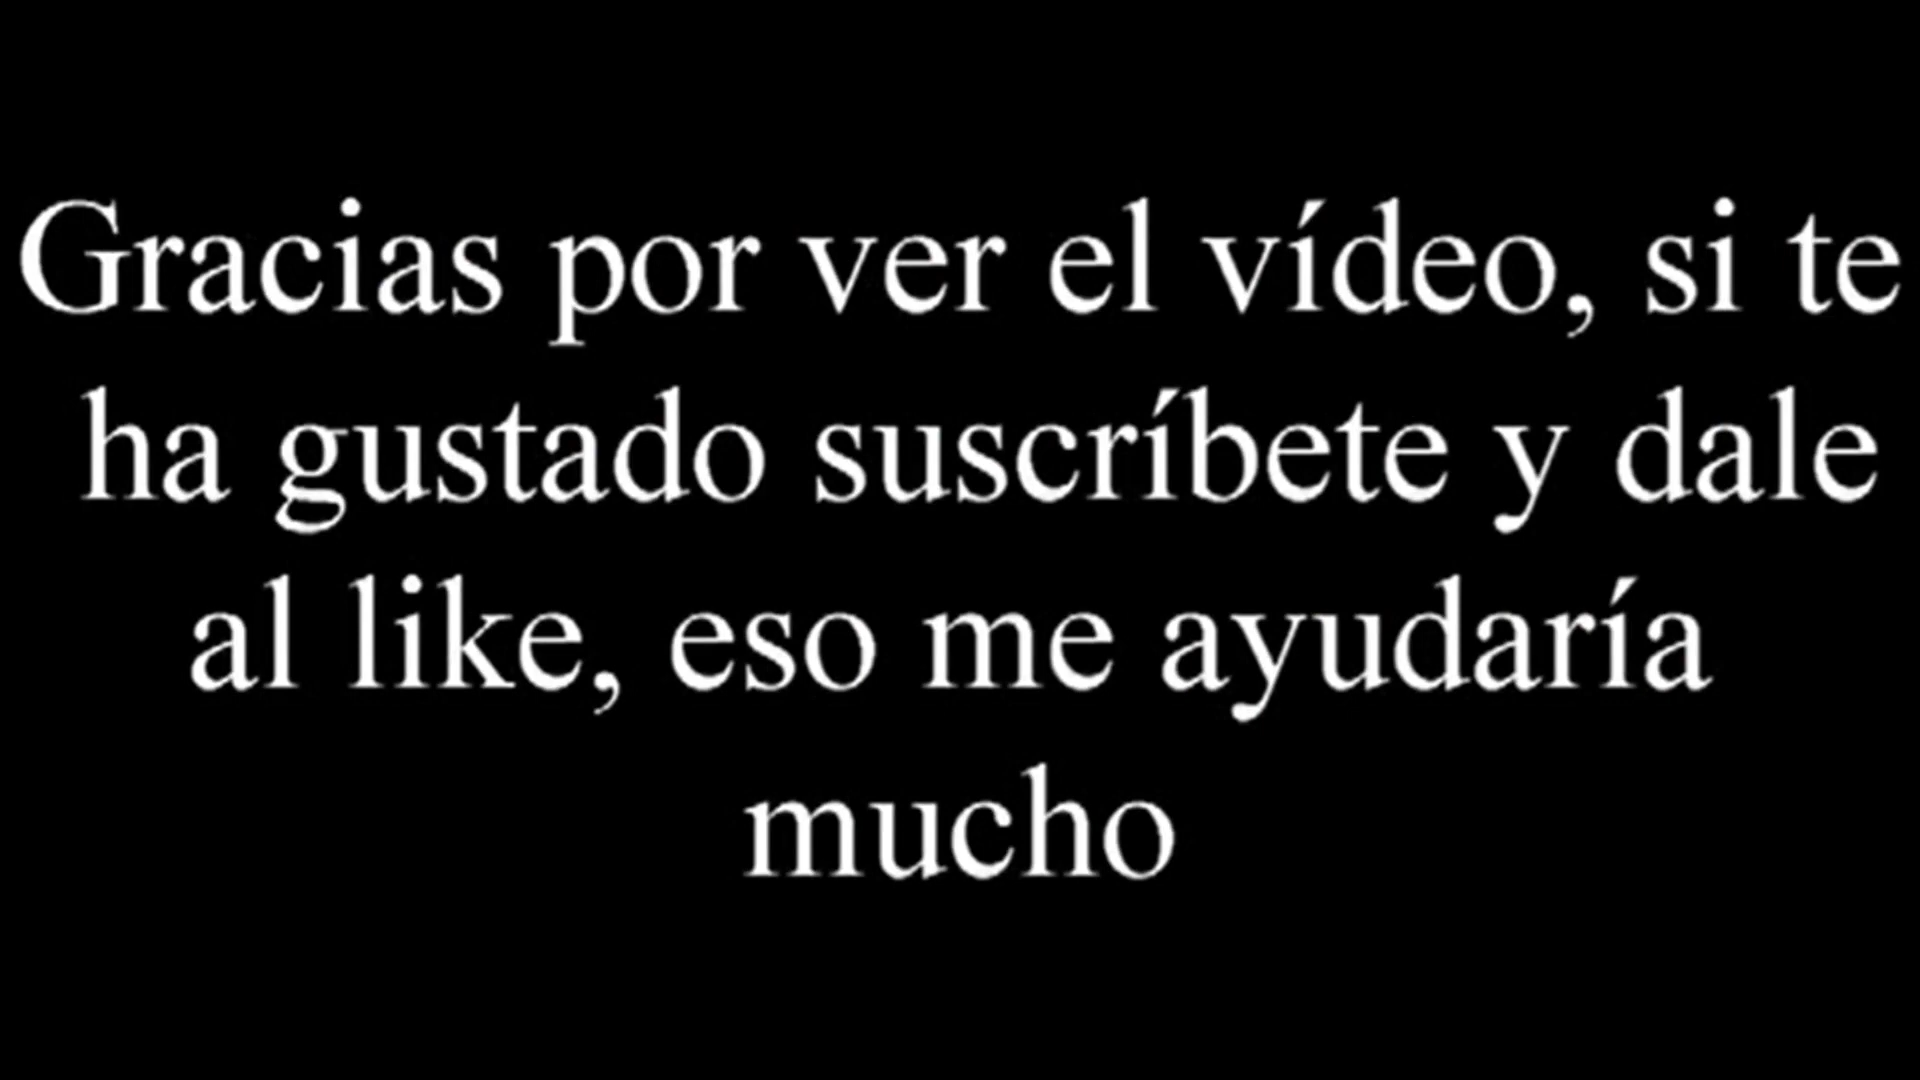 Gracias por ver el vídeo, si te
ha gustado suscríbete y dale
al like, eso me ayudaría
mucho